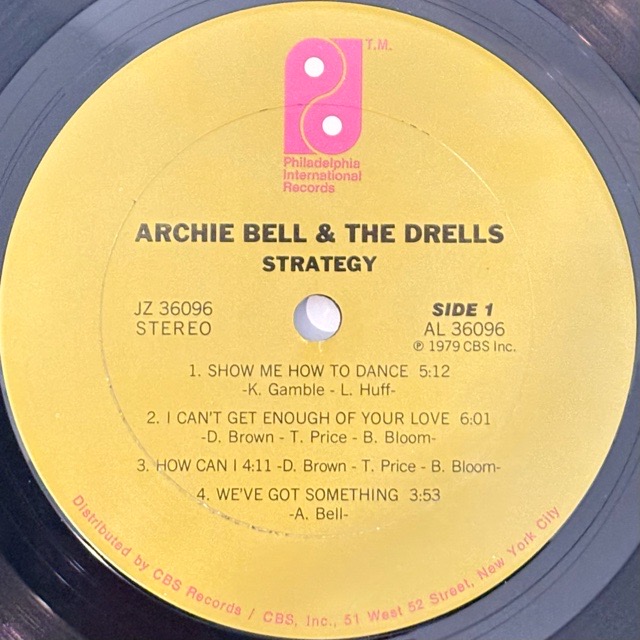 T.M.
Philadelphia
International
Records
ARCHIE BELL & THE DRELLS
STRATEGY
JZ 36096
STEREO
SIDE 1
AL 36096
℗ 1979 CBS Inc.
1. SHOW ME HOW TO DANCE 5:12
-K. Gamble - L. Huff-
2. I CAN'T GET ENOUGH OF YOUR LOVE 6:01
-D. Brown - T. Price - B. Bloom-
3. HOW CAN I 4:11 -D. Brown - T. Price - B. Bloom-
4. WE'VE GOT SOMETHING 3:53
-A. Bell-
Distributed by CBS Records / CBS, Inc., 51 West 52 Street, New York City